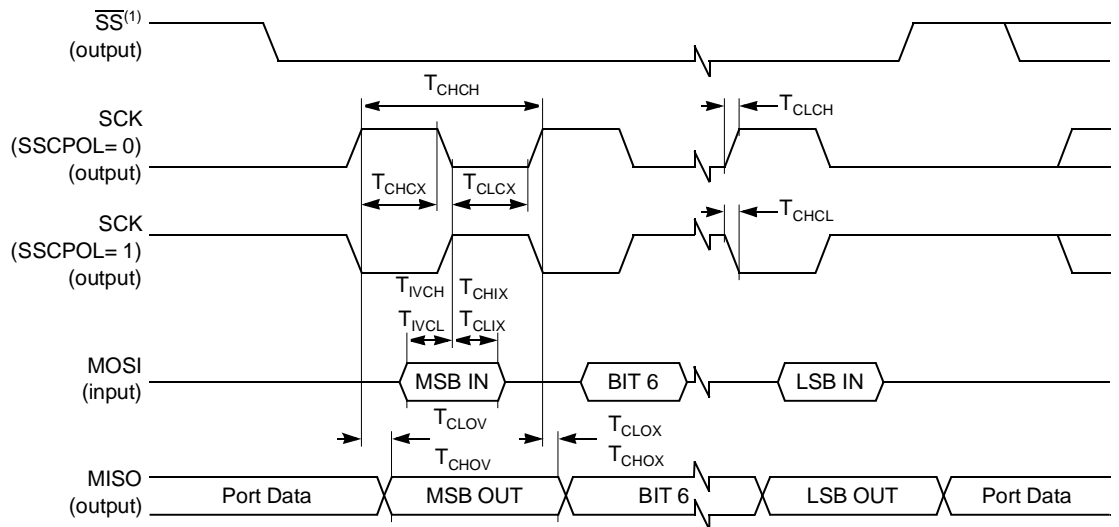 SS(1)
(output)
TCHCH
TCLCH
SCK
(SSCPOL= 0)
(output)
TCHCX
TCLCX
SCK
(SSCPOL= 1)
(output)
TCHCL
TIVCH
TCHIX
TIVCL
TCLIX
MOSI
(input)
MSB IN
BIT 6
LSB IN
TCLOV
TCLOX
TCHOV
TCHOX
MISO
(output)
Port Data
MSB OUT
BIT 6
LSB OUT
Port Data